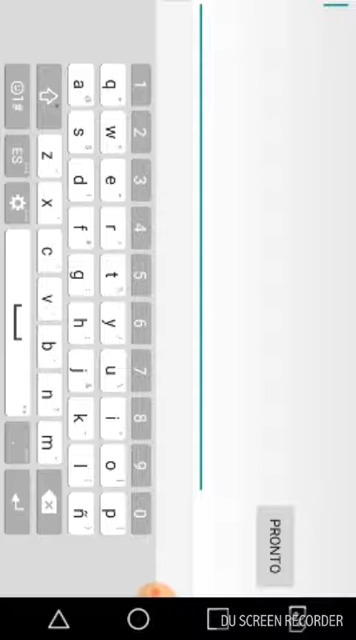 PRONTO
1 2 3 4 5 6 7 8 9 0
q w e r t y u i o p
a s d f g h j k l ñ
z x c v b n m
ES
DU SCREEN RECORDER